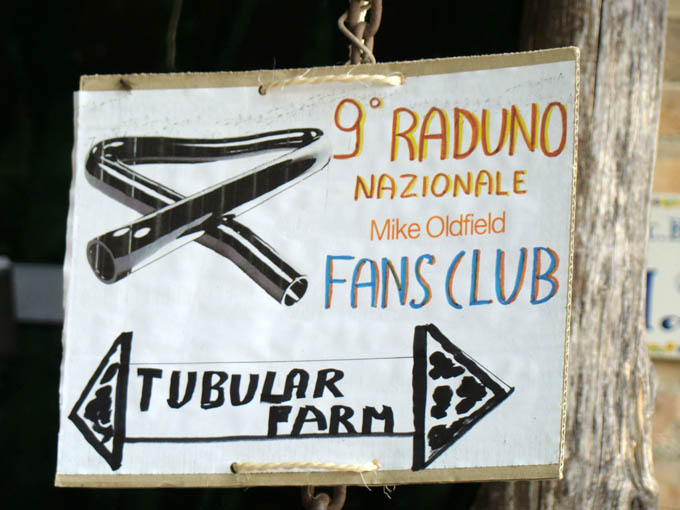 9° RADUNO
NAZIONALE
Mike Oldfield
FANS CLUB
TUBULAR
FARM